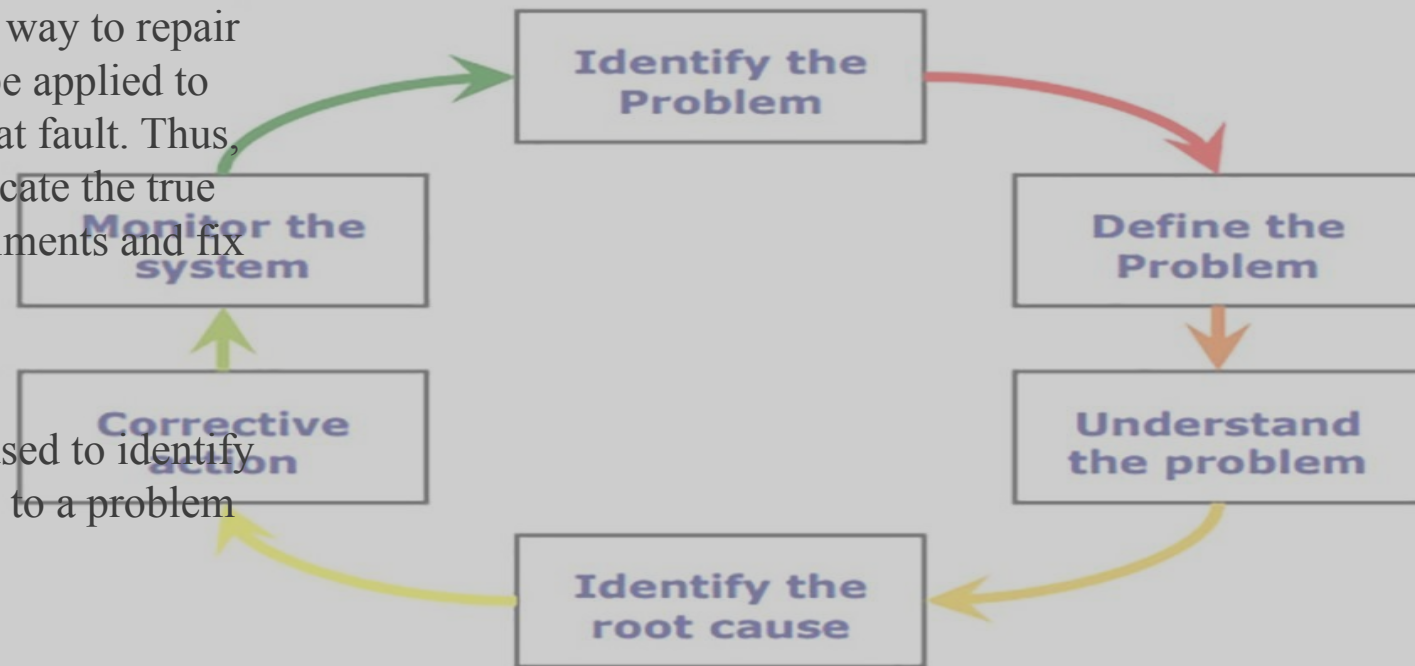 way to repair
be applied to
at fault. Thus,
cate the true
and fix
sed to identify
to a problem
Identify the
Problem
Define the
Problem
Understand
the problem
Identify the
root cause
Corrective
action
Monitor the
system